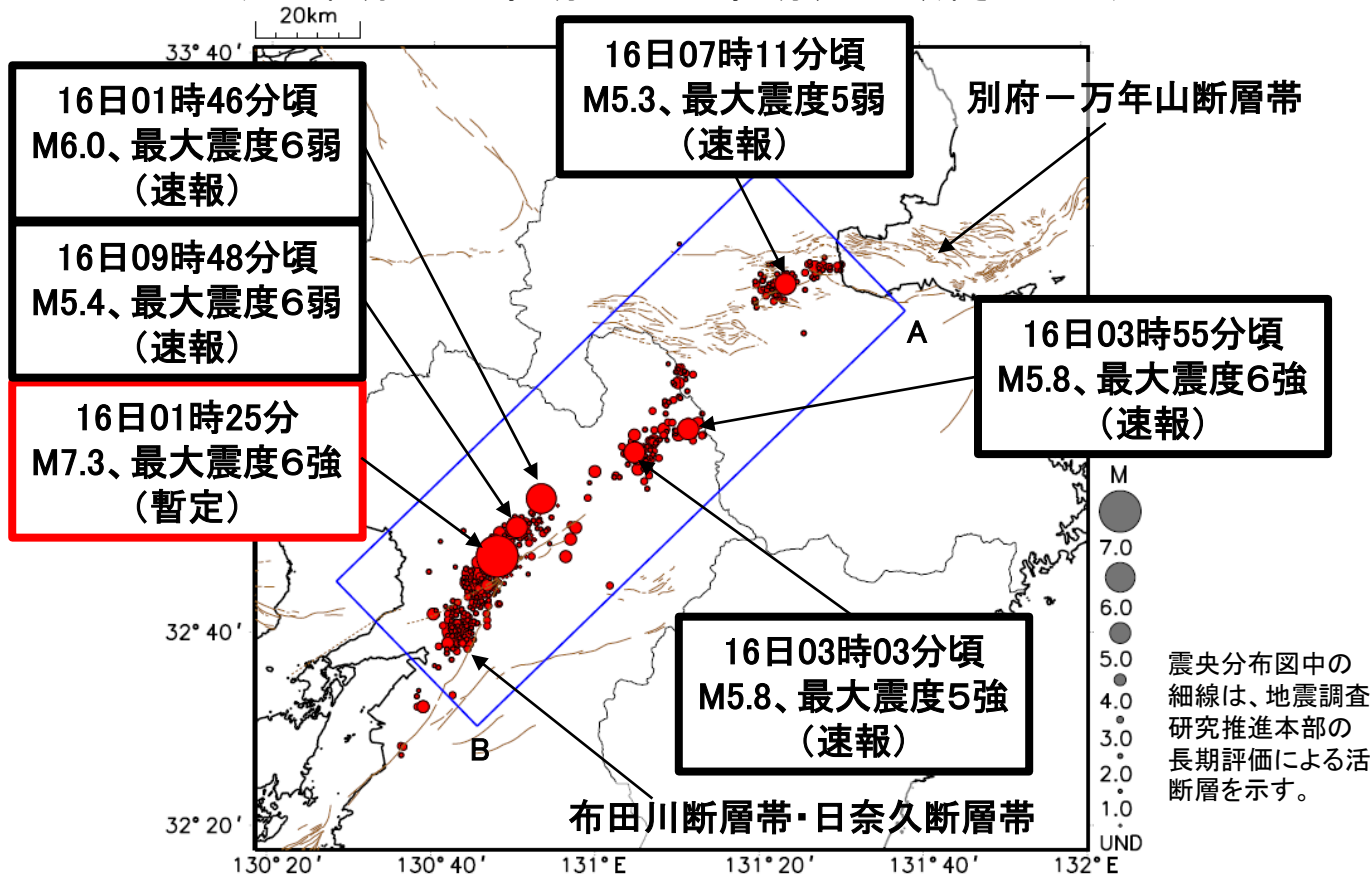 20km
33°40′
16日01時46分頃
M6.0、最大震度6弱
(速報)
16日07時11分頃
M5.3、最大震度5弱
(速報)
別府－万年山断層帯
16日09時48分頃
M5.4、最大震度6弱
(速報)
A
16日03時55分頃
M5.8、最大震度6強
(速報)
16日01時25分
M7.3、最大震度6強
(暫定)
M
7.0
6.0
5.0
4.0
3.0
2.0
1.0
UND
32°40′
16日03時03分頃
M5.8、最大震度5強
(速報)
震央分布図中の
細線は、地震調査
研究推進本部の
長期評価による活
断層を示す。
B
布田川断層帯・日奈久断層帯
32°20′
130°20′
130°40′
131°E
131°20′
131°40′
132°E